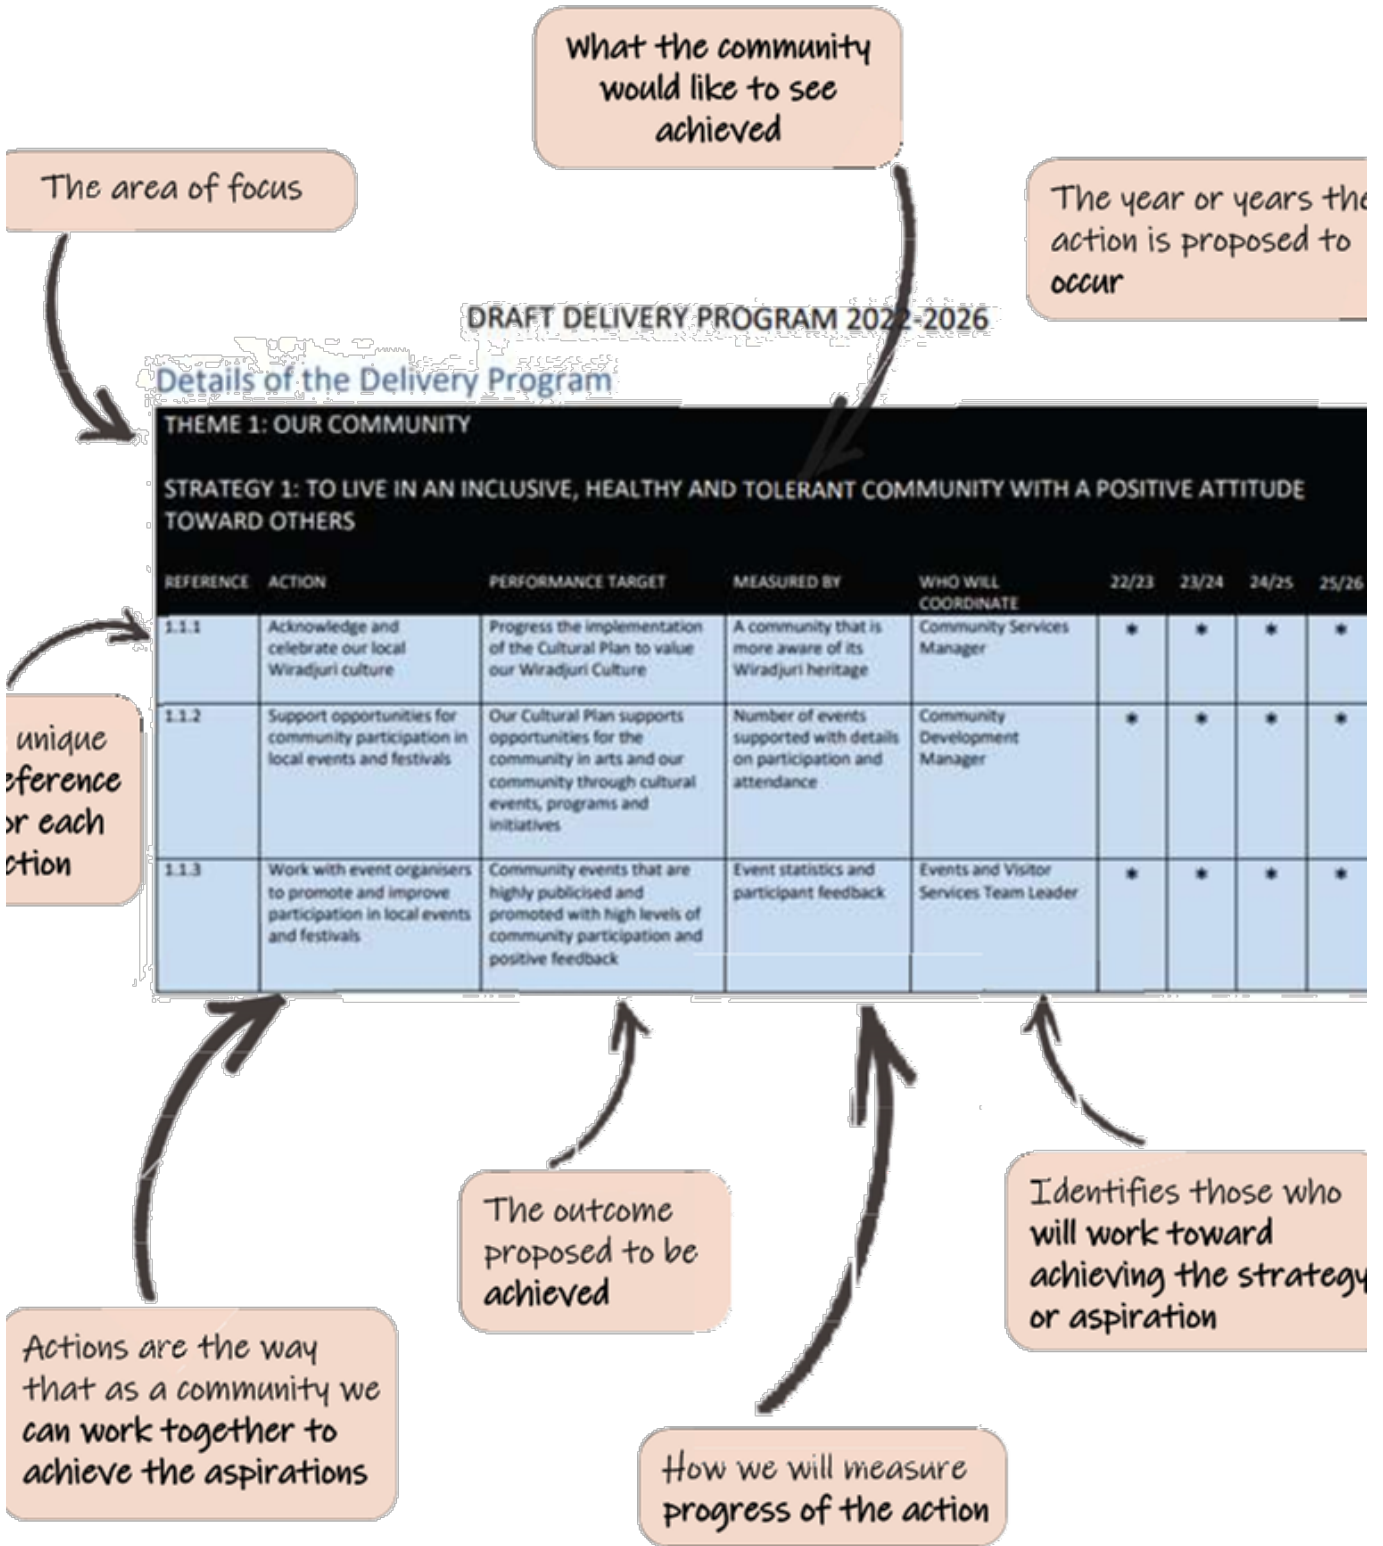 What the community
would like to see
achieved
The area of focus
The year or years the
action is proposed to
occur
DRAFT DELIVERY PROGRAM 2022-2026
Details of the Delivery Program
THEME 1: OUR COMMUNITY
STRATEGY 1: TO LIVE IN AN INCLUSIVE, HEALTHY AND TOLERANT COMMUNITY WITH A POSITIVE ATTITUDE
TOWARD OTHERS
REFERENCE ACTION PERFORMANCE TARGET MEASURED BY WHO WILL COORDINATE 22/23 23/24 24/25 25/26
1.1.1
Acknowledge and
celebrate our local
Wiradjuri culture
Progress the implementation
of the Cultural Plan to value
our Wiradjuri Culture
A community that is
more aware of its
Wiradjuri heritage
Community Services
Manager
* * * *
1.1.2
Support opportunities for
community participation in
local events and festivals
Our Cultural Plan supports
opportunities for the
community in arts and our
community through cultural
events, programs and
initiatives
Number of events
supported with details
on participation and
attendance
Community
Development
Manager
* * * *
1.1.3
Work with event organisers
to promote and improve
participation in local events
and festivals
Community events that are
highly publicised and
promoted with high levels of
community participation and
positive feedback
Event statistics and
participant feedback
Events and Visitor
Services Team Leader
* * * *
unique
eference
or each
ction
The outcome
proposed to be
achieved
Identifies those who
will work toward
achieving the strategy
or aspiration
Actions are the way
that as a community we
can work together to
achieve the aspirations
How we will measure
progress of the action